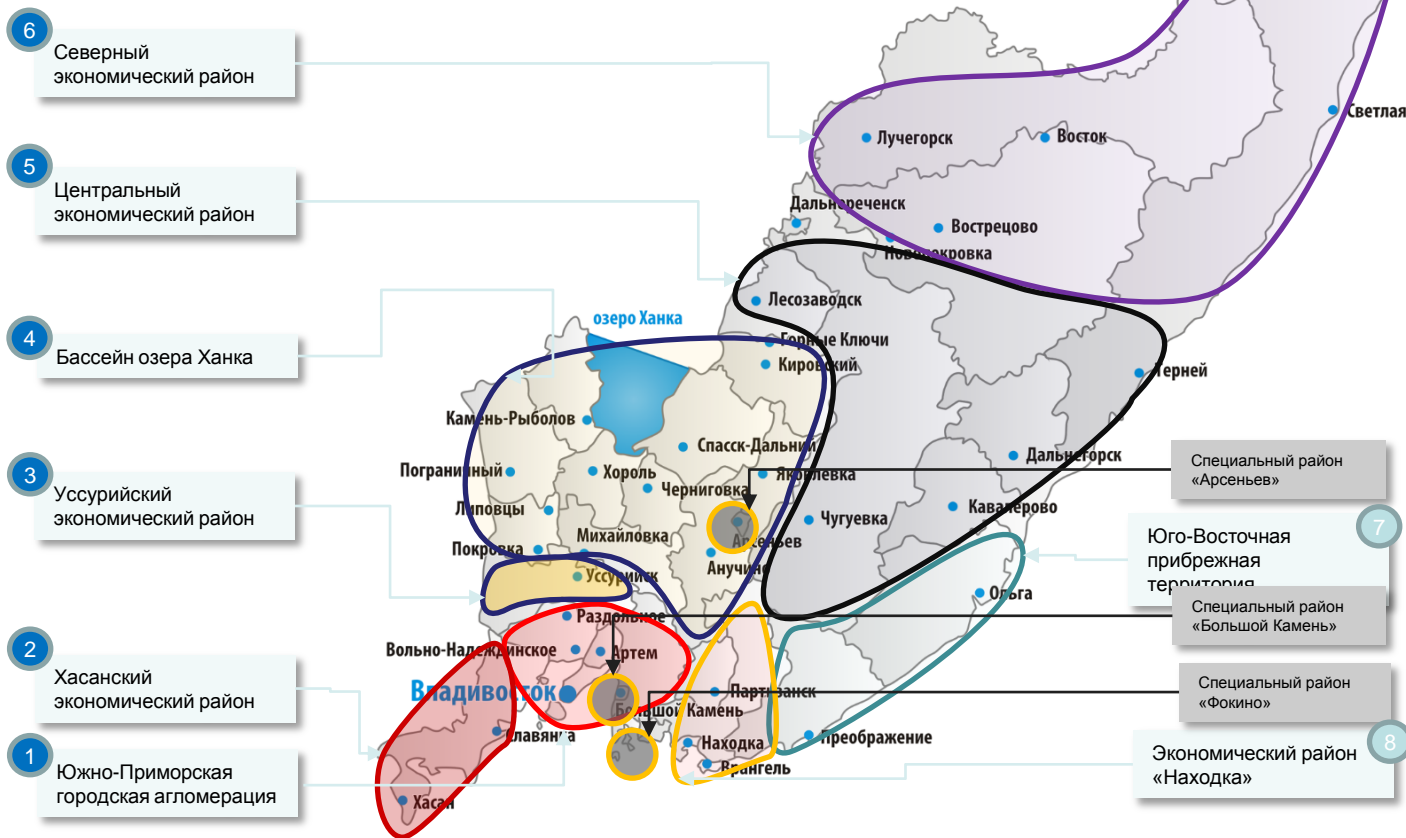 6
Северный
экономический район
5
Центральный
экономический район
4
Бассейн озера Ханка
3
Уссурийский
экономический район
2
Хасанский
экономический район
1
Южно-Приморская
городская агломерация
Светлая
Лучегорск
Восток
Дальнереченск
Вострецово
Новопокровка
Лесозаводск
озеро Ханка
Горные Ключи
Кировский
Терней
Камень-Рыболов
Спасск-Дальний
Дальнегорск
Пограничный
Хороль
Яковлевка
Черниговка
Кавалерово
Липовцы
Чугуевка
Михайловка
Арсеньев
Покровка
Анучино
Уссурийск
Ольга
Раздольное
Вольно-Надеждинское
Артем
Владивосток
Партизанск
Большой Камень
Славянка
Находка
Преображение
Врангель
Хасан
Специальный район
«Арсеньев»
7
Юго-Восточная
прибрежная
территория
Специальный район
«Большой Камень»
Специальный район
«Фокино»
8
Экономический район
«Находка»